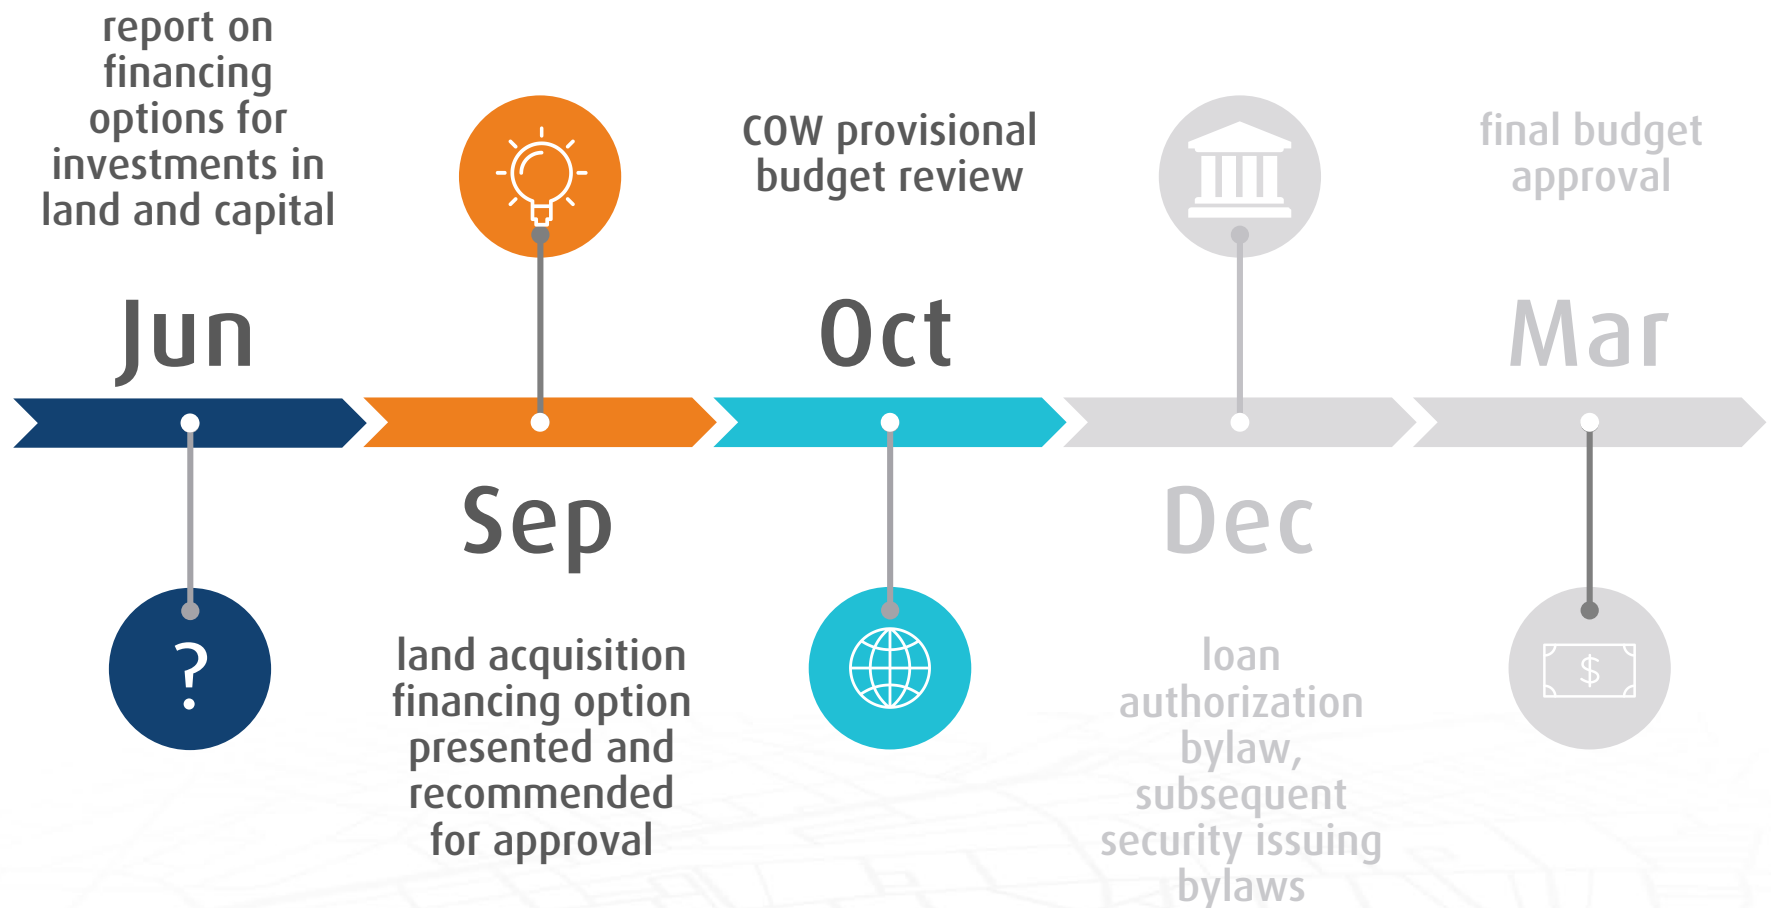 report on
financing
options for
investments in
land and capital
Jun
?
Sep
land acquisition
financing option
presented and
recommended
for approval
COW provisional
budget review
Oct
Dec
loan
authorization
bylaw,
subsequent
security issuing
bylaws
final budget
approval
Mar
$